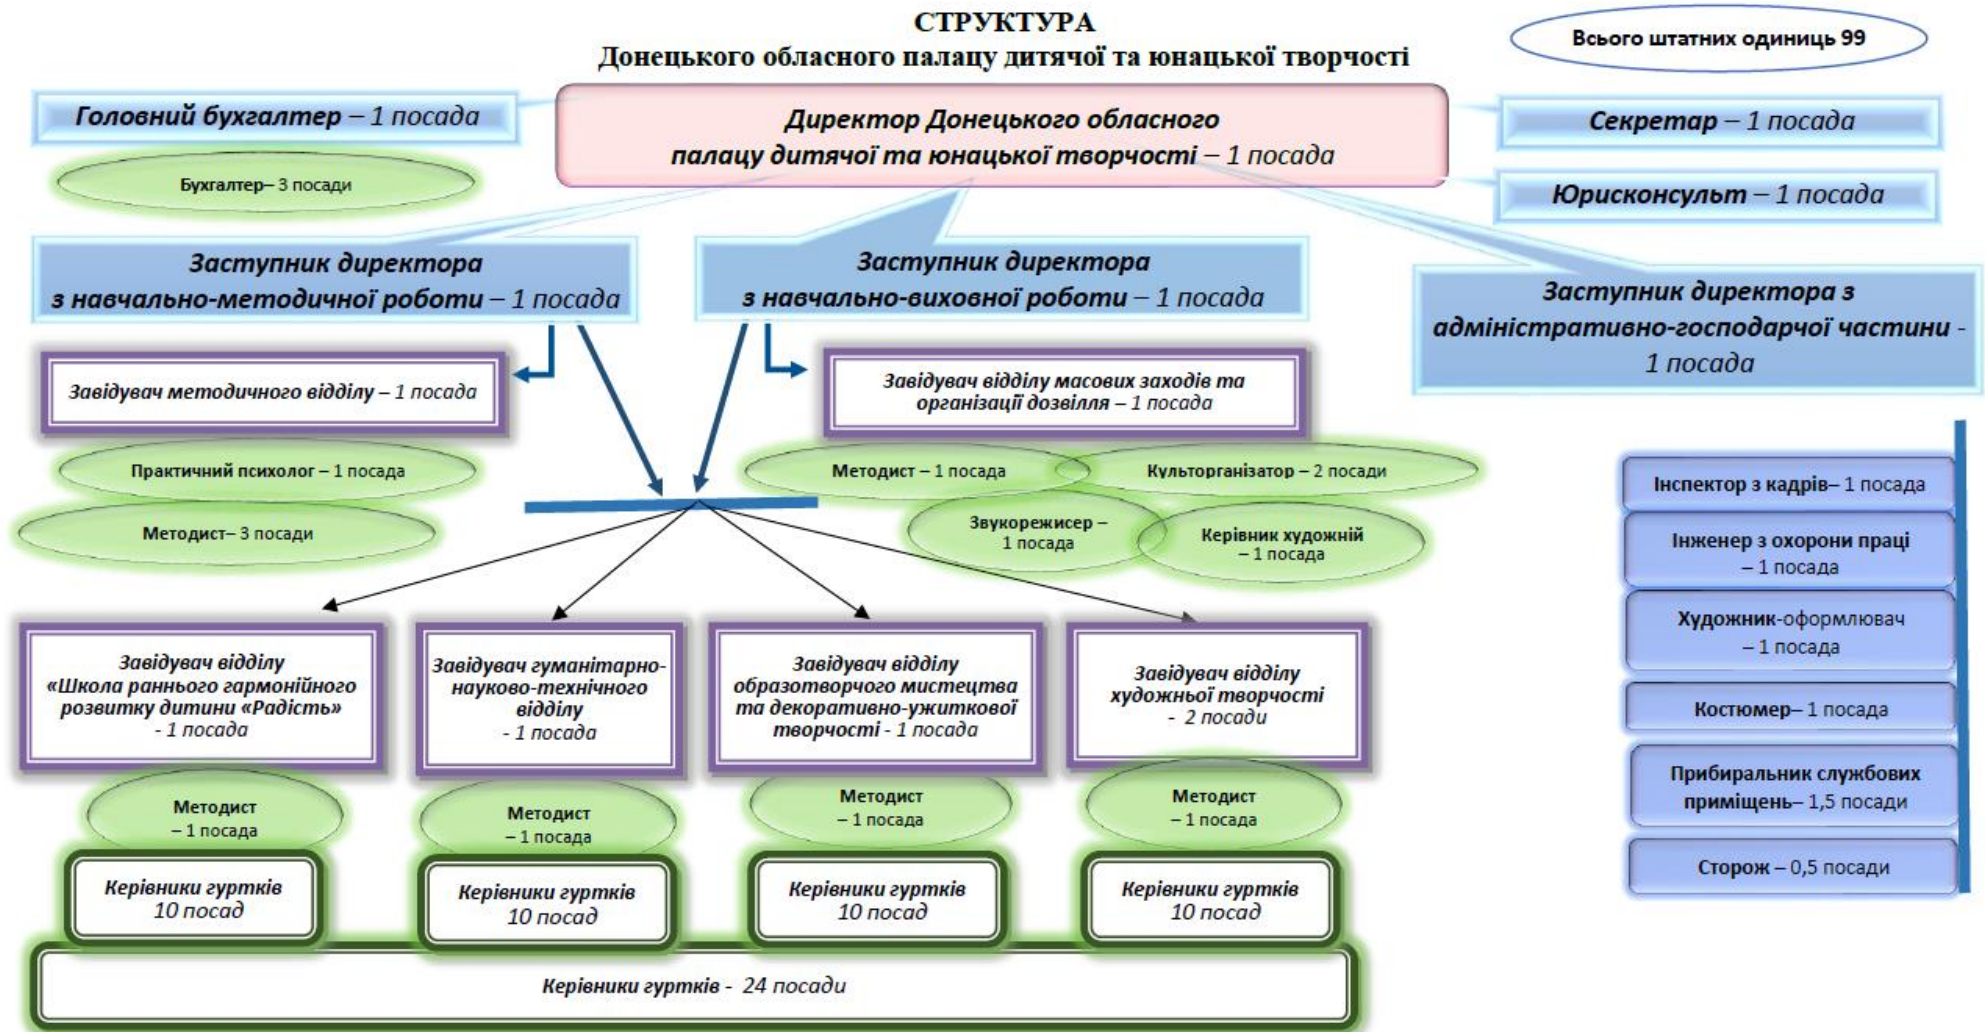 СТРУКТУРА
Донецького обласного палацу дитячої та юнацької творчості
Всього штатних одиниць 99
Головний бухгалтер – 1 посада
Директор Донецького обласного
палацу дитячої та юнацької творчості – 1 посада
Секретар – 1 посада
Бухгалтер– 3 посади
Юрисконсульт – 1 посада
Заступник директора
з навчально-методичної роботи – 1 посада
Заступник директора
з навчально-виховної роботи – 1 посада
Заступник директора з
адміністративно-господарчої частини -
1 посада
Завідувач методичного відділу – 1 посада
Завідувач відділу масових заходів та
організації дозвілля – 1 посада
Практичний психолог – 1 посада
Методист– 3 посади
Методист – 1 посада
Культорганізатор – 2 посади
Звукорежисер –
1 посада
Керівник художній
– 1 посада
Інспектор з кадрів– 1 посада
Інженер з охорони праці
– 1 посада
Художник-оформлювач
– 1 посада
Костюмер– 1 посада
Прибиральник службових
приміщень– 1,5 посади
Сторож – 0,5 посади
Завідувач відділу
«Школа раннього гармонійного
розвитку дитини «Радість»
- 1 посада
Завідувач гуманітарно-
науково-технічного
відділу
- 1 посада
Завідувач відділу
образотворчого мистецтва
та декоративно-ужиткової
творчості - 1 посада
Завідувач відділу
художньої творчості
- 2 посади
Методист
– 1 посада
Методист
– 1 посада
Методист
– 1 посада
Методист
– 1 посада
Керівники гуртків
10 посад
Керівники гуртків
10 посад
Керівники гуртків
10 посад
Керівники гуртків
10 посад
Керівники гуртків - 24 посади